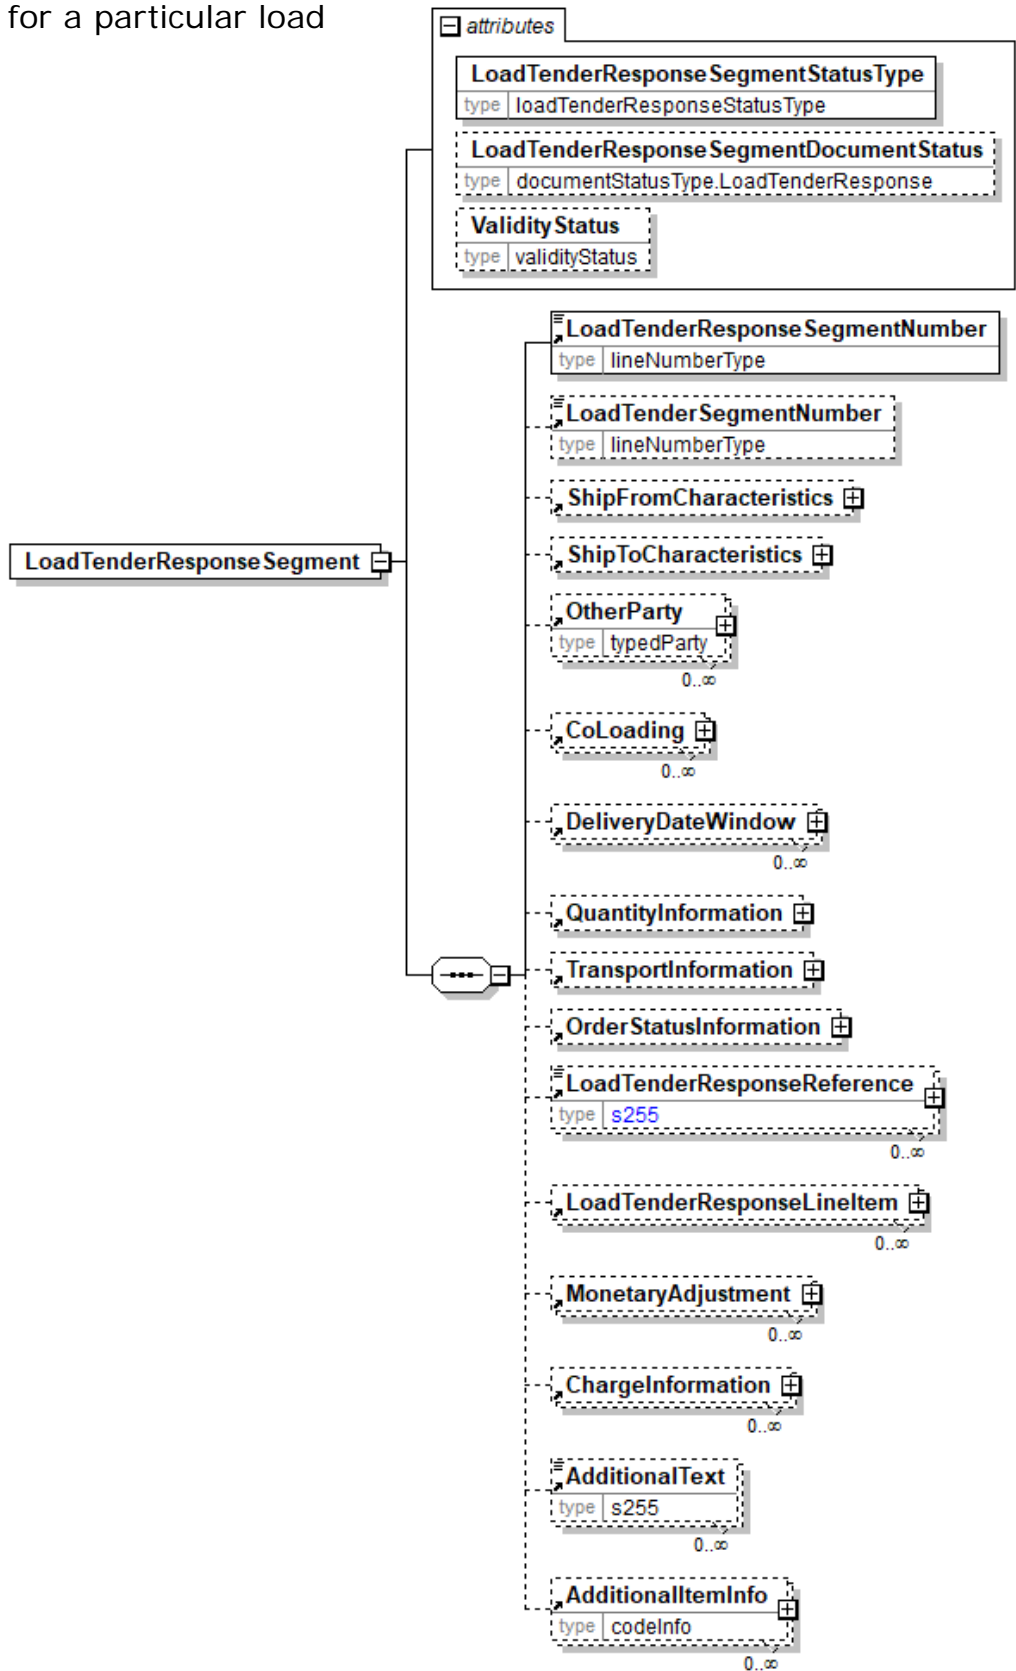 for a particular load
attributes
LoadTenderResponseSegmentStatusType
type loadTenderResponseStatusType
LoadTenderResponseSegmentDocumentStatus
type documentStatusType.LoadTenderResponse
ValidityStatus
type validityStatus
LoadTenderResponseSegmentNumber
type lineNumberType
LoadTenderSegmentNumber
type lineNumberType
ShipFromCharacteristics
LoadTenderResponseSegment
ShipToCharacteristics
OtherParty
type typedParty
0..∞
CoLoading
0..∞
DeliveryDateWindow
0..∞
QuantityInformation
TransportInformation
OrderStatusInformation
LoadTenderResponseReference
type s255
0..∞
LoadTenderResponseLineItem
0..∞
MonetaryAdjustment
0..∞
ChargeInformation
0..∞
AdditionalText
type s255
0..∞
AdditionalItemInfo
type codeInfo
0..∞